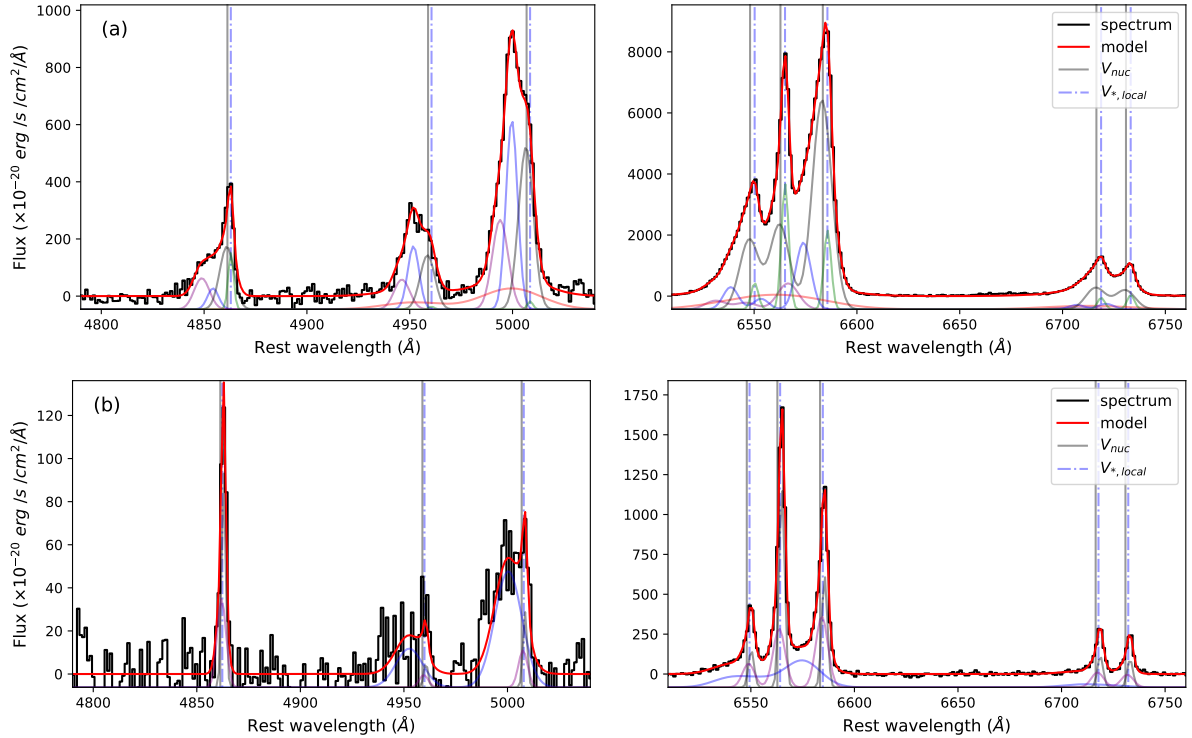 (a)
Flux (×10⁻²⁰ erg /s /cm²/Å)
1000
800
600
400
200
0
4800 4850 4900 4950 5000
Rest wavelength (Å)
spectrum
model
V_nuc
V_*,local
8000
6000
4000
2000
0
6550 6600 6650 6700 6750
Rest wavelength (Å)
(b)
Flux (×10⁻²⁰ erg /s /cm²/Å)
120
100
80
60
40
20
0
4800 4850 4900 4950 5000
Rest wavelength (Å)
spectrum
model
V_nuc
V_*,local
1750
1500
1250
1000
750
500
250
0
6550 6600 6650 6700 6750
Rest wavelength (Å)